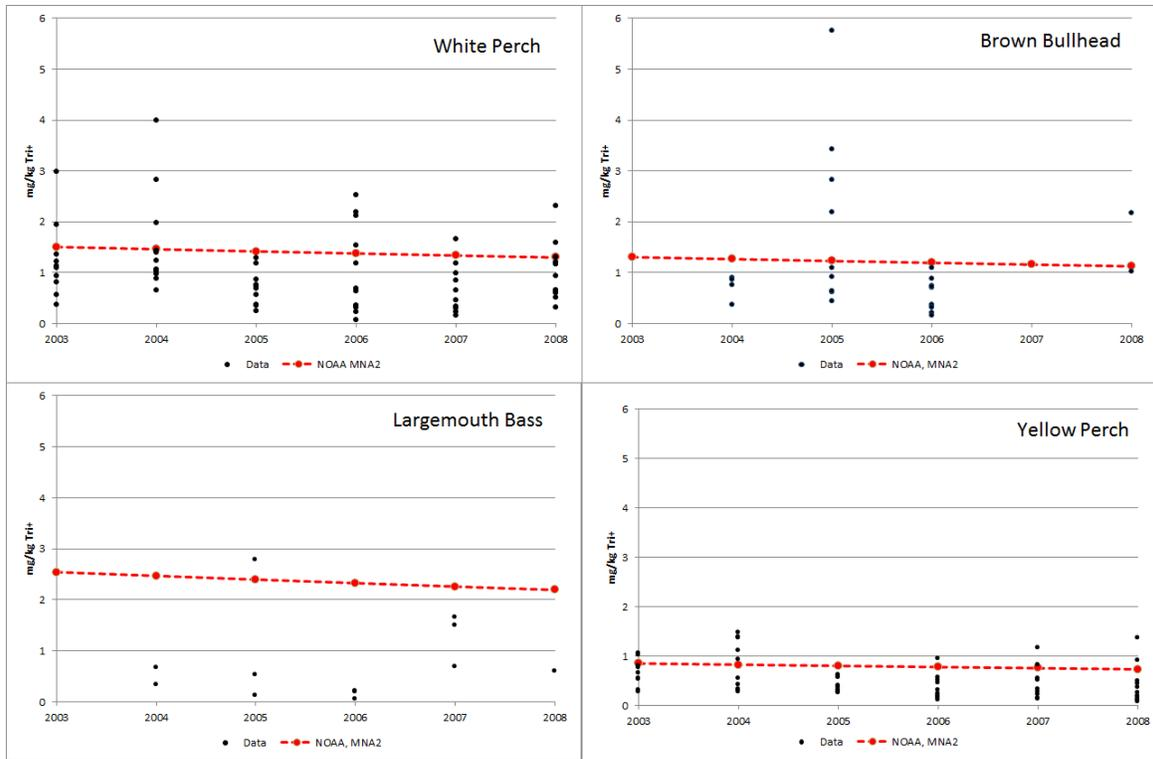 White Perch
mg/kg Tri+
6
5
4
3
2
1
0
2003 2004 2005 2006 2007 2008
Data NOAA MNA2
Brown Bullhead
mg/kg Tri+
6
5
4
3
2
1
0
2003 2004 2005 2006 2007 2008
Data NOAA, MNA2
Largemouth Bass
mg/kg Tri+
6
5
4
3
2
1
0
2003 2004 2005 2006 2007 2008
Data NOAA, MNA2
Yellow Perch
mg/kg Tri+
6
5
4
3
2
1
0
2003 2004 2005 2006 2007 2008
Data NOAA, MNA2